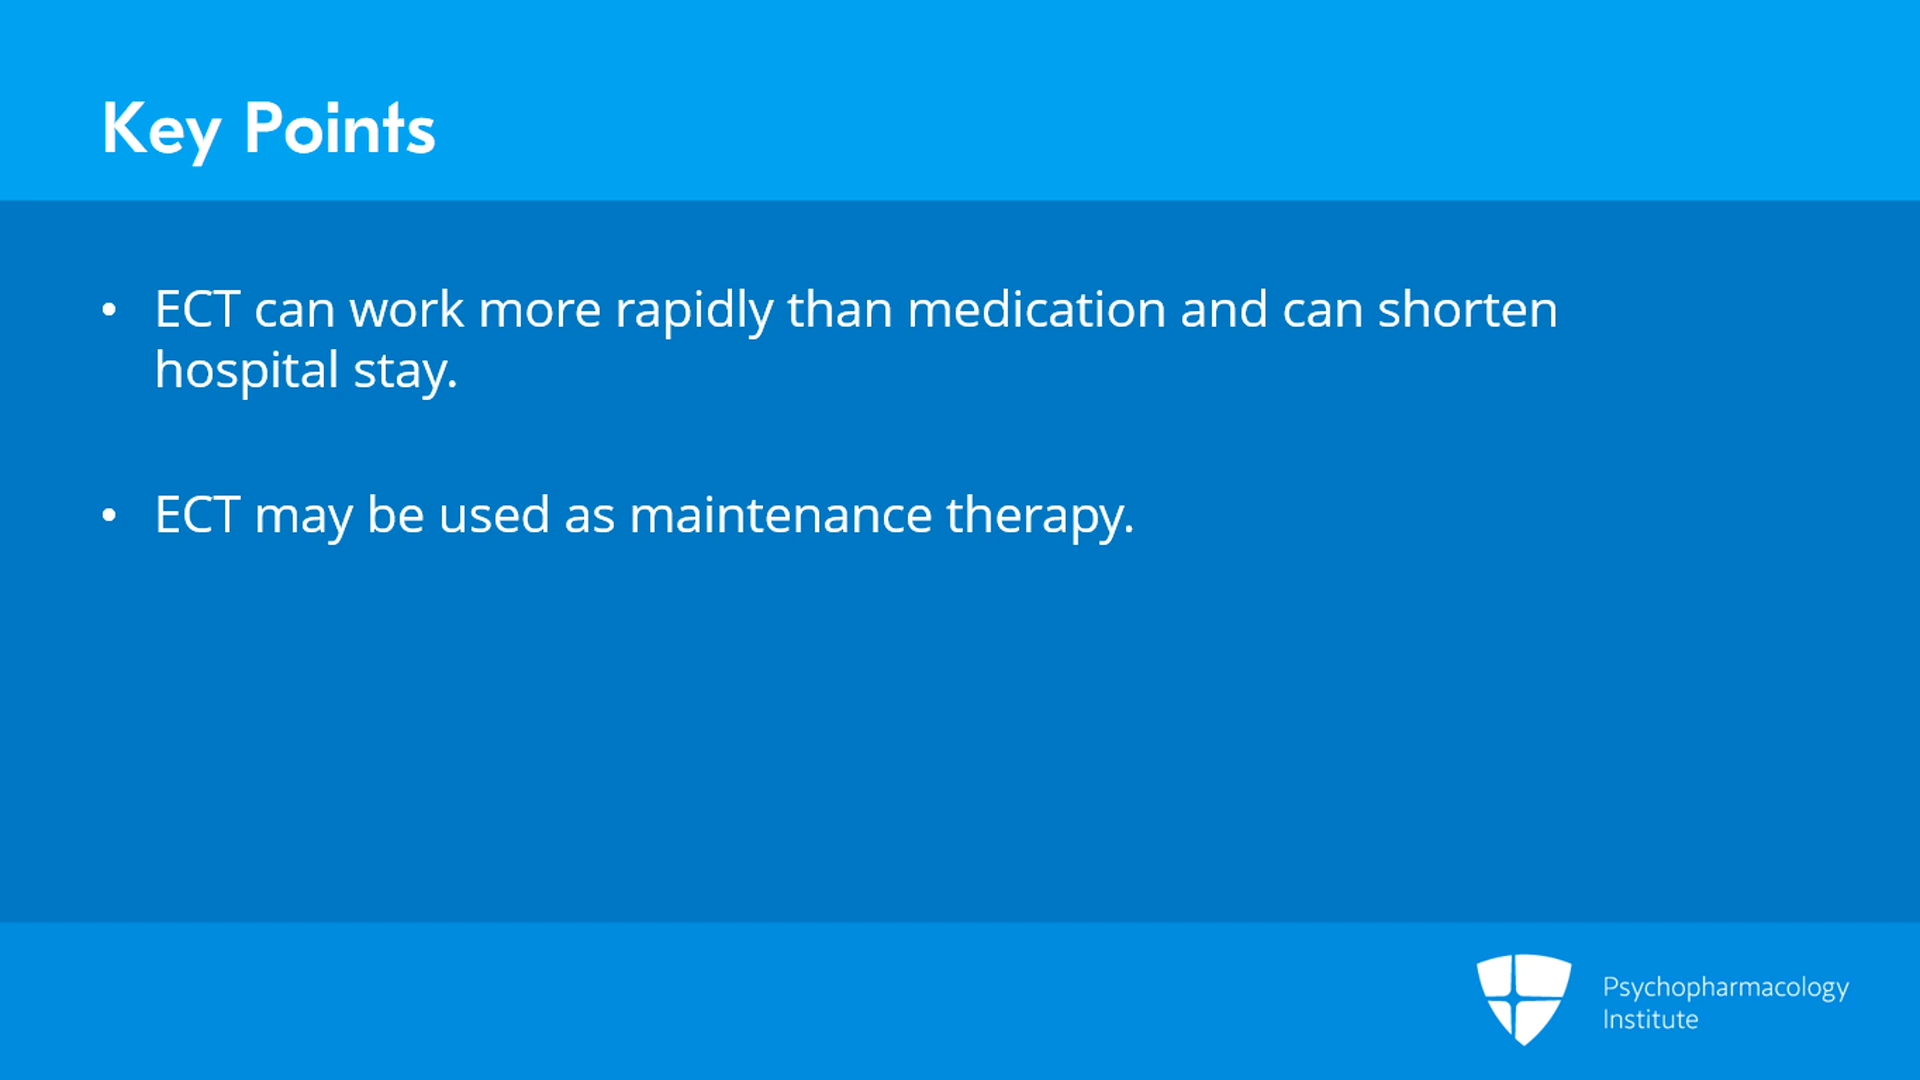 Key Points
• ECT can work more rapidly than medication and can shorten
hospital stay.
• ECT may be used as maintenance therapy.
Psychopharmacology
Institute